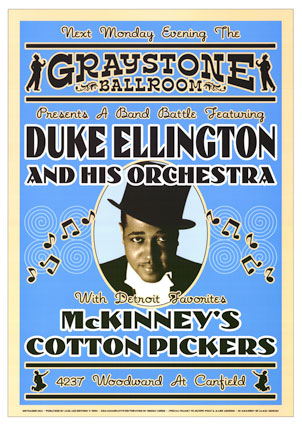 Next Monday Evening The
GRAYSTONE
BALLROOM
Presents A Band Battle Featuring
DUKE ELLINGTON
AND HIS ORCHESTRA
With Detroit Favorites
McKINNEY'S
COTTON PICKERS
4237 Woodward At Canfield